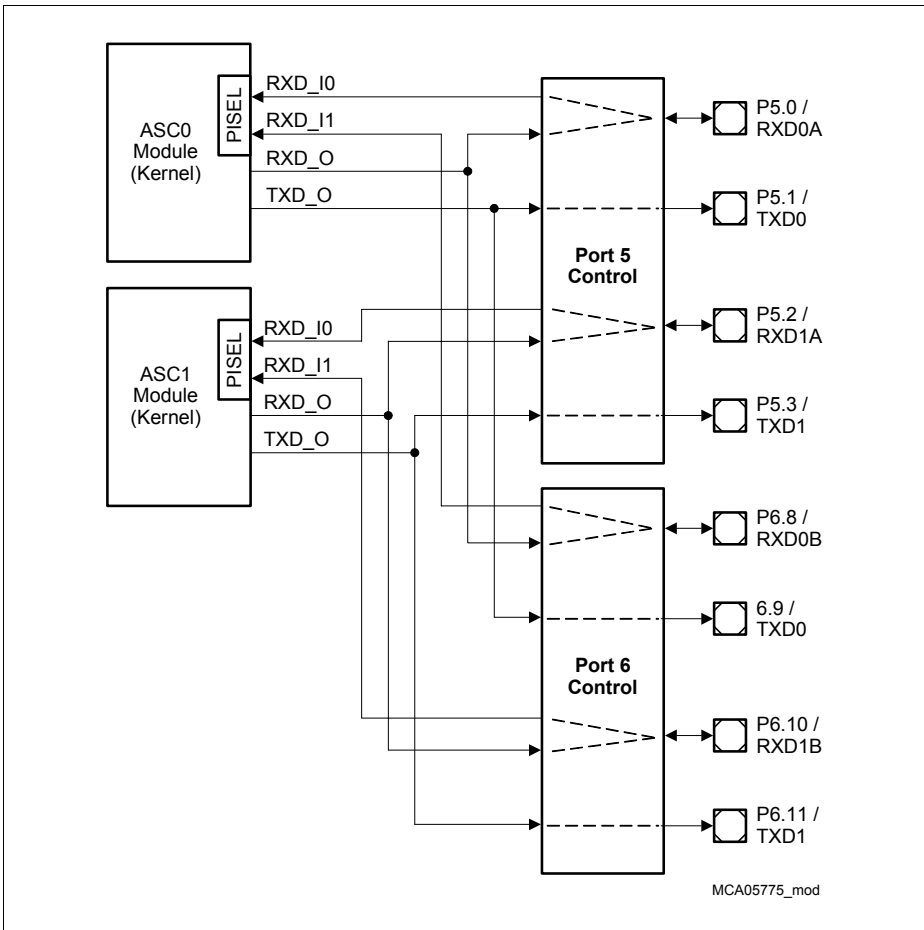 ASC0
Module
(Kernel)
PISEL
RXD_I0
RXD_I1
RXD_O
TXD_O
ASC1
Module
(Kernel)
PISEL
RXD_I0
RXD_I1
RXD_O
TXD_O
Port 5
Control
P5.0 /
RXD0A
P5.1 /
TXD0
P5.2 /
RXD1A
P5.3 /
TXD1
Port 6
Control
P6.8 /
RXD0B
6.9 /
TXD0
P6.10 /
RXD1B
P6.11 /
TXD1
MCA05775_mod